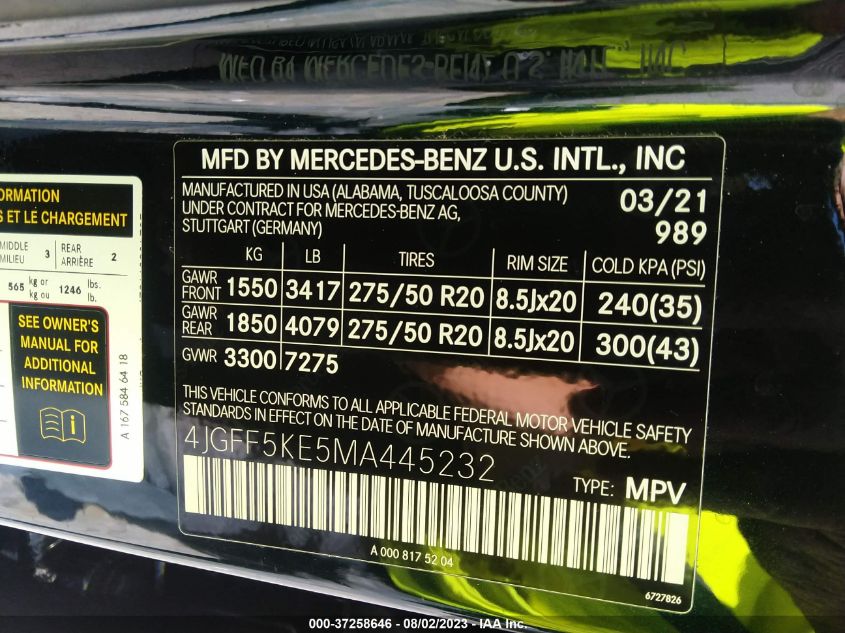 MFD BY MERCEDES-BENZ U.S. INTL., INC
MANUFACTURED IN USA (ALABAMA, TUSCALOOSA COUNTY) 03/21
UNDER CONTRACT FOR MERCEDES-BENZ AG,
STUTTGART (GERMANY) 989
KG LB TIRES RIM SIZE COLD KPA (PSI)
GAWR FRONT 1550 3417 275/50 R20 8.5Jx20 240(35)
GAWR REAR 1850 4079 275/50 R20 8.5Jx20 300(43)
GVWR 3300 7275
THIS VEHICLE CONFORMS TO ALL APPLICABLE FEDERAL MOTOR VEHICLE SAFETY
STANDARDS IN EFFECT ON THE DATE OF MANUFACTURE SHOWN ABOVE.
4JGFF5KE5MA445232
TYPE: MPV
A 000 817 52 04
6727826
ET LE CHARGEMENT
MIDDLE 3 REAR 2
MILIEU ARRIÈRE
565 kg or 1246 lbs.
kg ou lb.
SEE OWNER'S
MANUAL FOR
ADDITIONAL
INFORMATION
A 167 584 64 18
000-37258646 - 08/02/2023 - IAA Inc.